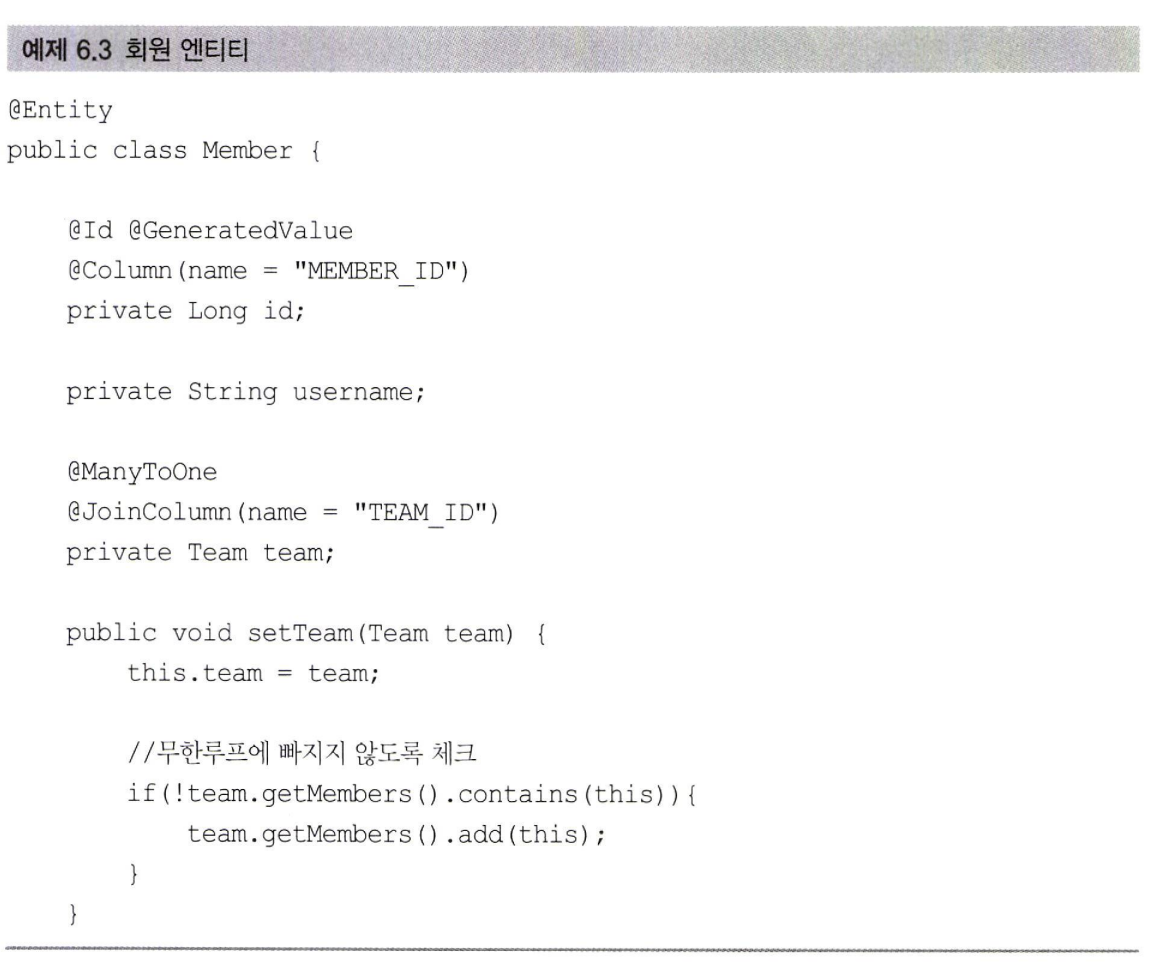 예제 6.3 회원 엔티티
@Entity
public class Member {
@Id @GeneratedValue
@Column(name = "MEMBER_ID")
private Long id;
private String username;
@ManyToOne
@JoinColumn(name = "TEAM_ID")
private Team team;
public void setTeam(Team team) {
this.team = team;
//무한루프에 빠지지 않도록 체크
if(!team.getMembers().contains(this)){
team.getMembers().add(this);
}
}